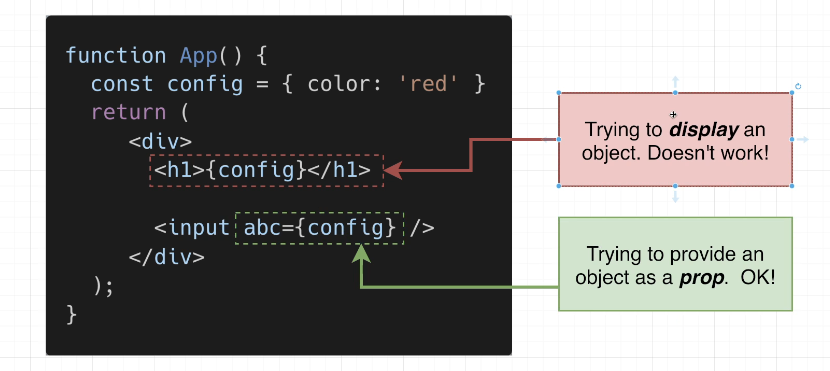 function App() {
const config = { color: 'red' }
return (
<div>
<h1>{config}</h1>
<input abc={config} />
</div>
);
}
Trying to display an
object. Doesn't work!
Trying to provide an
object as a prop. OK!